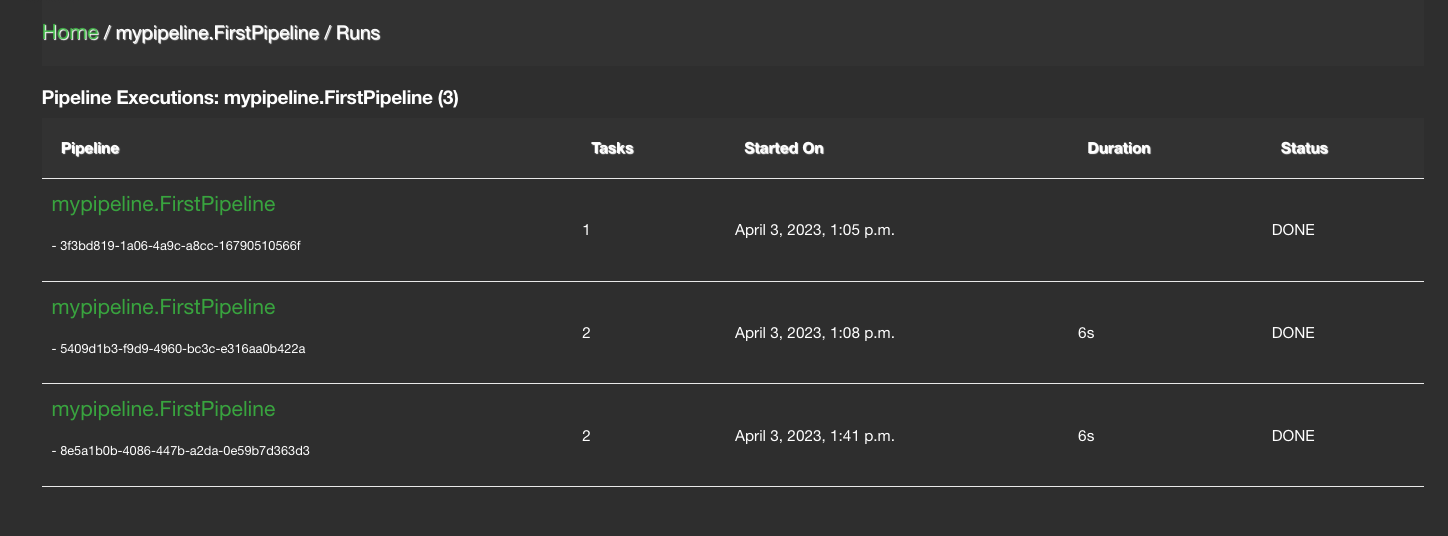 Home / mypipeline.FirstPipeline / Runs
Pipeline Executions: mypipeline.FirstPipeline (3)
Pipeline Tasks Started On Duration Status
mypipeline.FirstPipeline
- 3f3bd819-1a06-4a9c-a8cc-16790510566f
1 April 3, 2023, 1:05 p.m. DONE
mypipeline.FirstPipeline
- 5409d1b3-f9d9-4960-bc3c-e316aa0b422a
2 April 3, 2023, 1:08 p.m. 6s DONE
mypipeline.FirstPipeline
- 8e5a1b0b-4086-447b-a2da-0e59b7d363d3
2 April 3, 2023, 1:41 p.m. 6s DONE